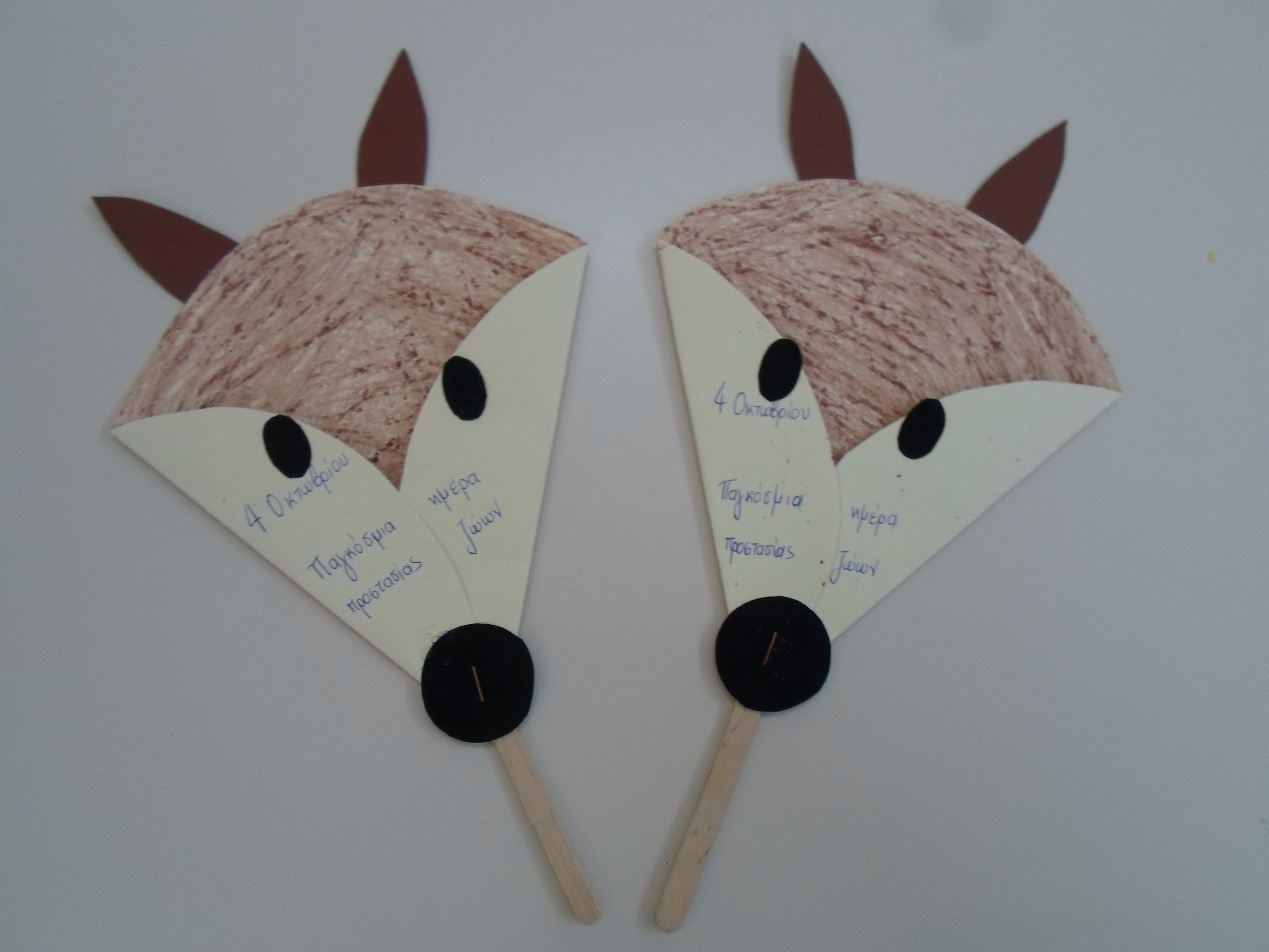 4 Οκτωβρίου
Παγκόσμια
προστασίας
ημέρα
ζώων
4 Οκτωβρίου
Παγκόσμια
προστασίας
ημέρα
ζώων